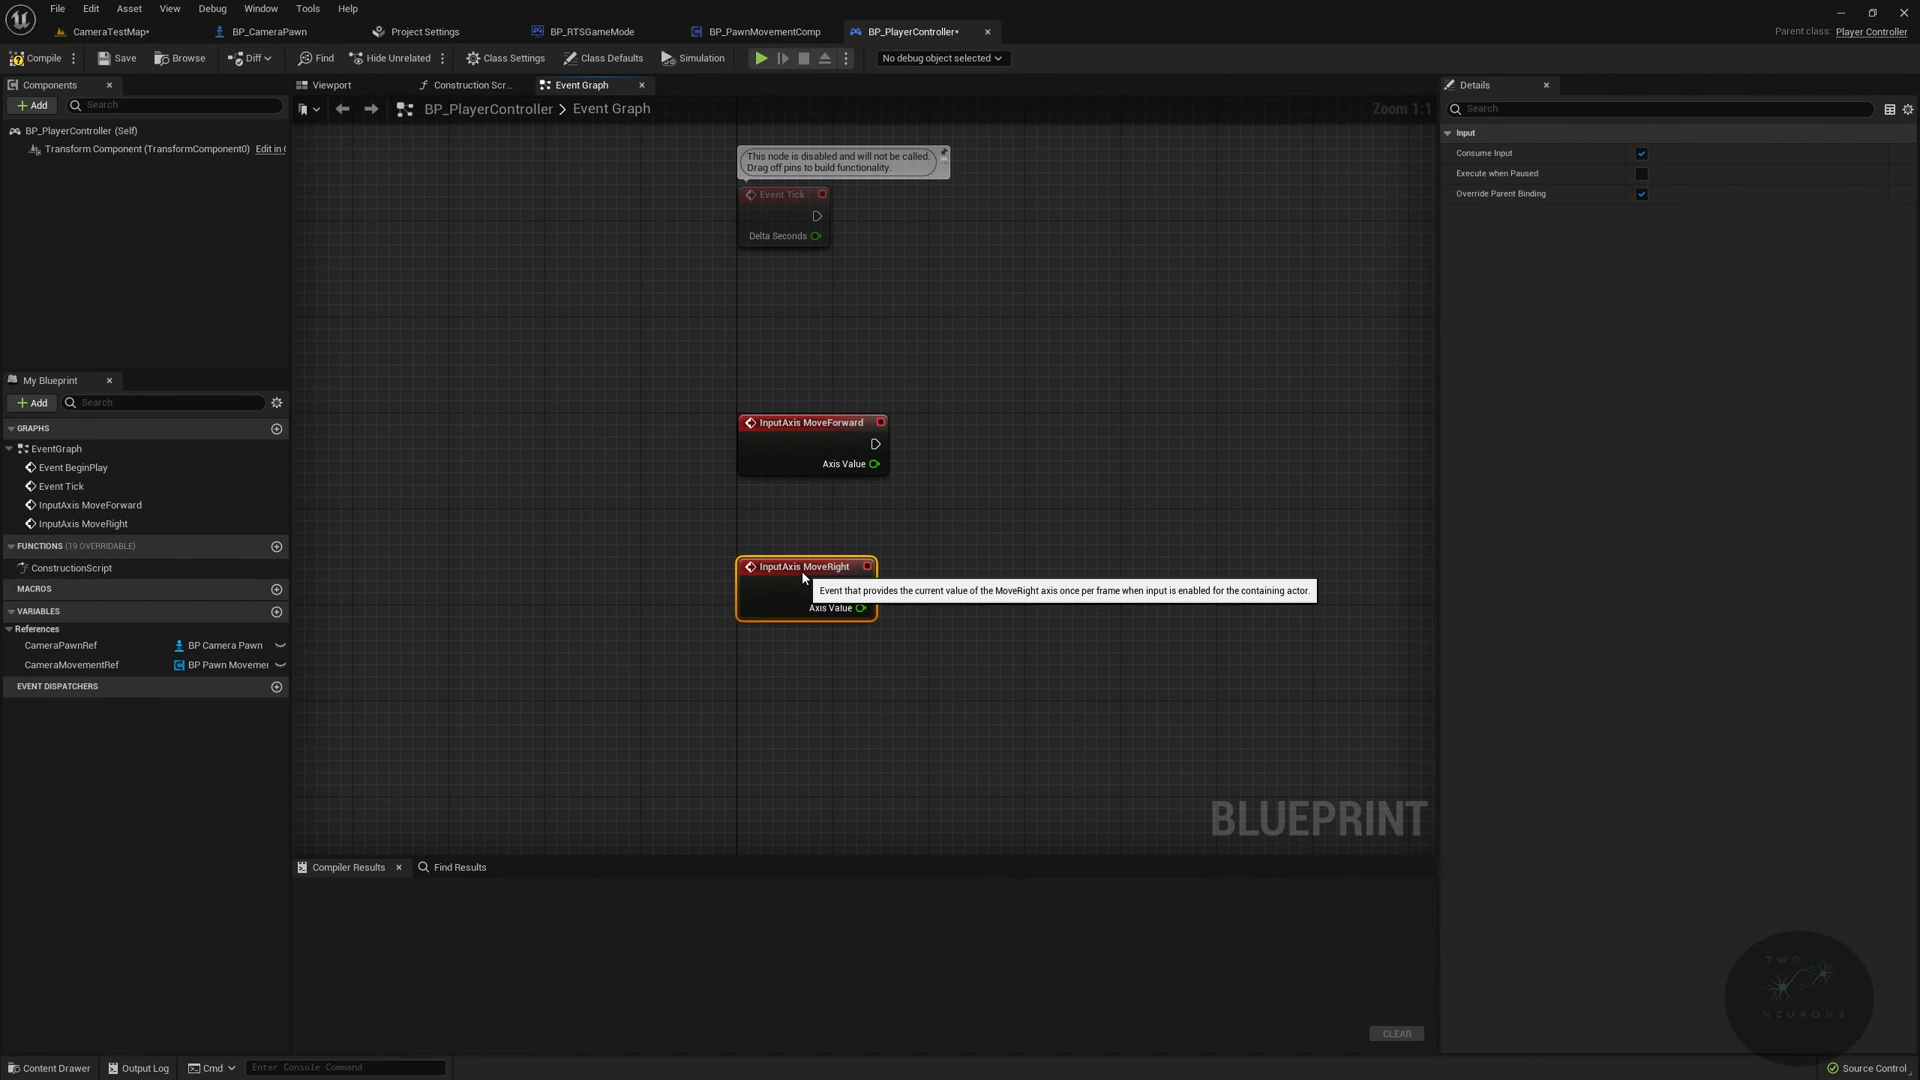 File Edit Asset View Debug Window Tools Help
CameraTestMap* BP_CameraPawn Project Settings BP_RTSGameMode BP_PawnMovementComp BP_PlayerController*
Parent class: Player Controller
Compile Save Browse Diff Find Hide Unrelated Class Settings Class Defaults Simulation No debug object selected
Components
Add Search
BP_PlayerController (Self)
Transform Component (TransformComponent0) Edit in C
My Blueprint
Add Search
GRAPHS
EventGraph
Event BeginPlay
Event Tick
InputAxis MoveForward
InputAxis MoveRight
FUNCTIONS (19 OVERRIDABLE)
ConstructionScript
MACROS
VARIABLES
References
CameraPawnRef BP Camera Pawn
CameraMovementRef BP Pawn Movemer
EVENT DISPATCHERS
Viewport Construction Scr... Event Graph
BP_PlayerController > Event Graph
Zoom 1:1
This node is disabled and will not be called.
Drag off pins to build functionality.
Event Tick
Delta Seconds
InputAxis MoveForward
Axis Value
InputAxis MoveRight
Event that provides the current value of the MoveRight axis once per frame when input is enabled for the containing actor.
Axis Value
BLUEPRINT
Compiler Results Find Results
CLEAR
Details
Search
Input
Consume Input
Execute when Paused
Override Parent Binding
TWO
NEURONS
Content Drawer Output Log Cmd Enter Console Command Source Control